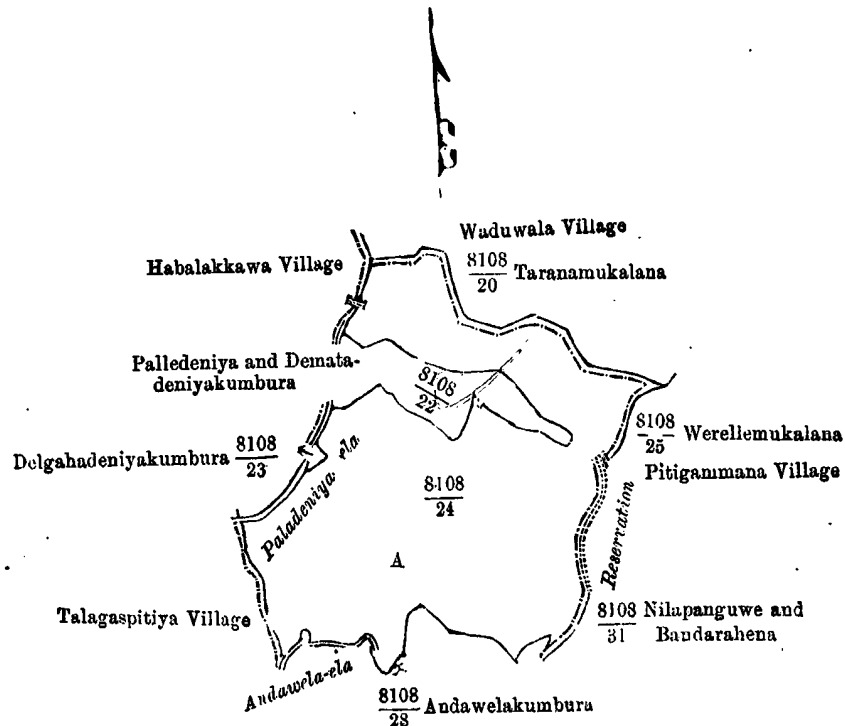 Waduwala Village
Habalakkawa Village
8108
20 Taranamukalana
Palledeniya and Demata-
deniyakumbura
8108
22
8108
25 Werellemukalana
Pitigammana Village
Delgahadeniyakumbura 8108
23
Paladeniya ela
8108
24
Reservation
A
Talagaspitiya Village
8108
31 Nilapanguwe and
Bandarahena
Andawela-ela
8108
28 Andawelakumbura